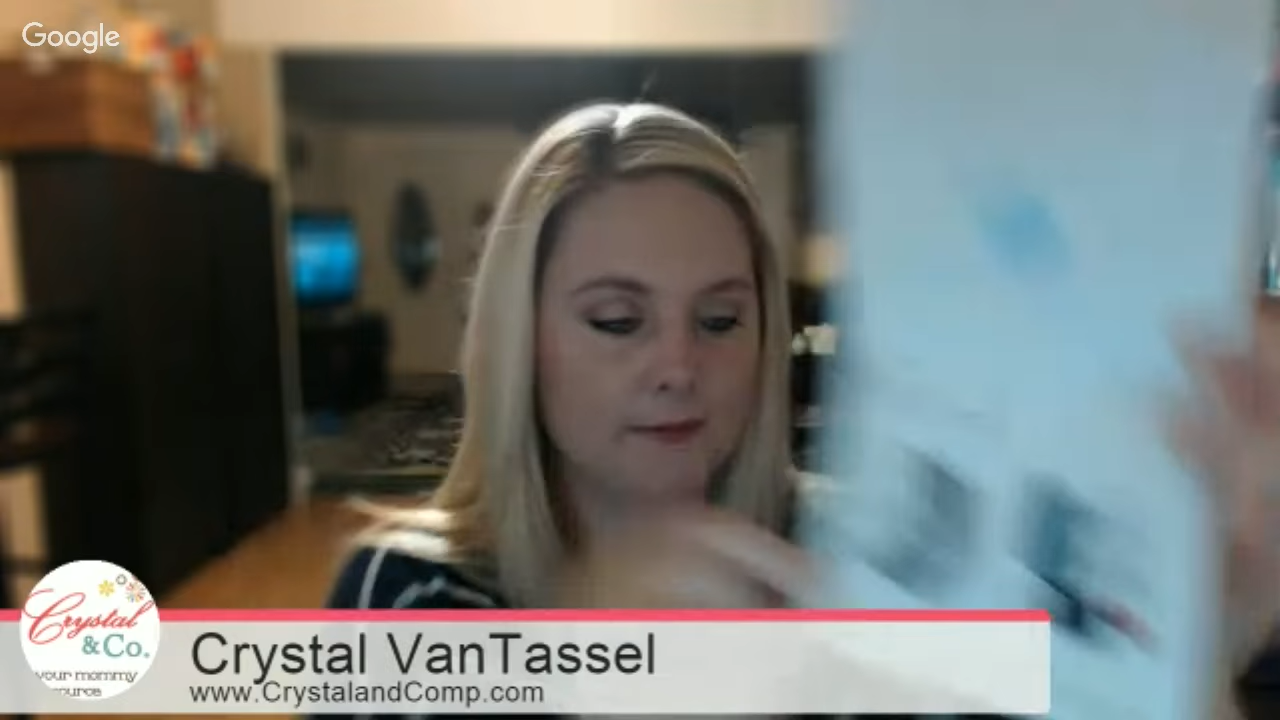 Google
Crystal
& Co.
your mommy
Crystal VanTassel
www.CrystalandComp.com